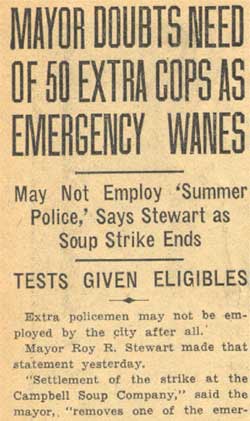 MAYOR DOUBTS NEED
OF 50 EXTRA COPS AS
EMERGENCY WANES
May Not Employ 'Summer
Police,' Says Stewart as
Soup Strike Ends
TESTS GIVEN ELIGIBLES
Extra policemen may not be em-
ployed by the city after all.
Mayor Roy R. Stewart made that
statement yesterday.
"Settlement of the strike at the
Campbell Soup Company," said the
mayor, "removes one of the emer-